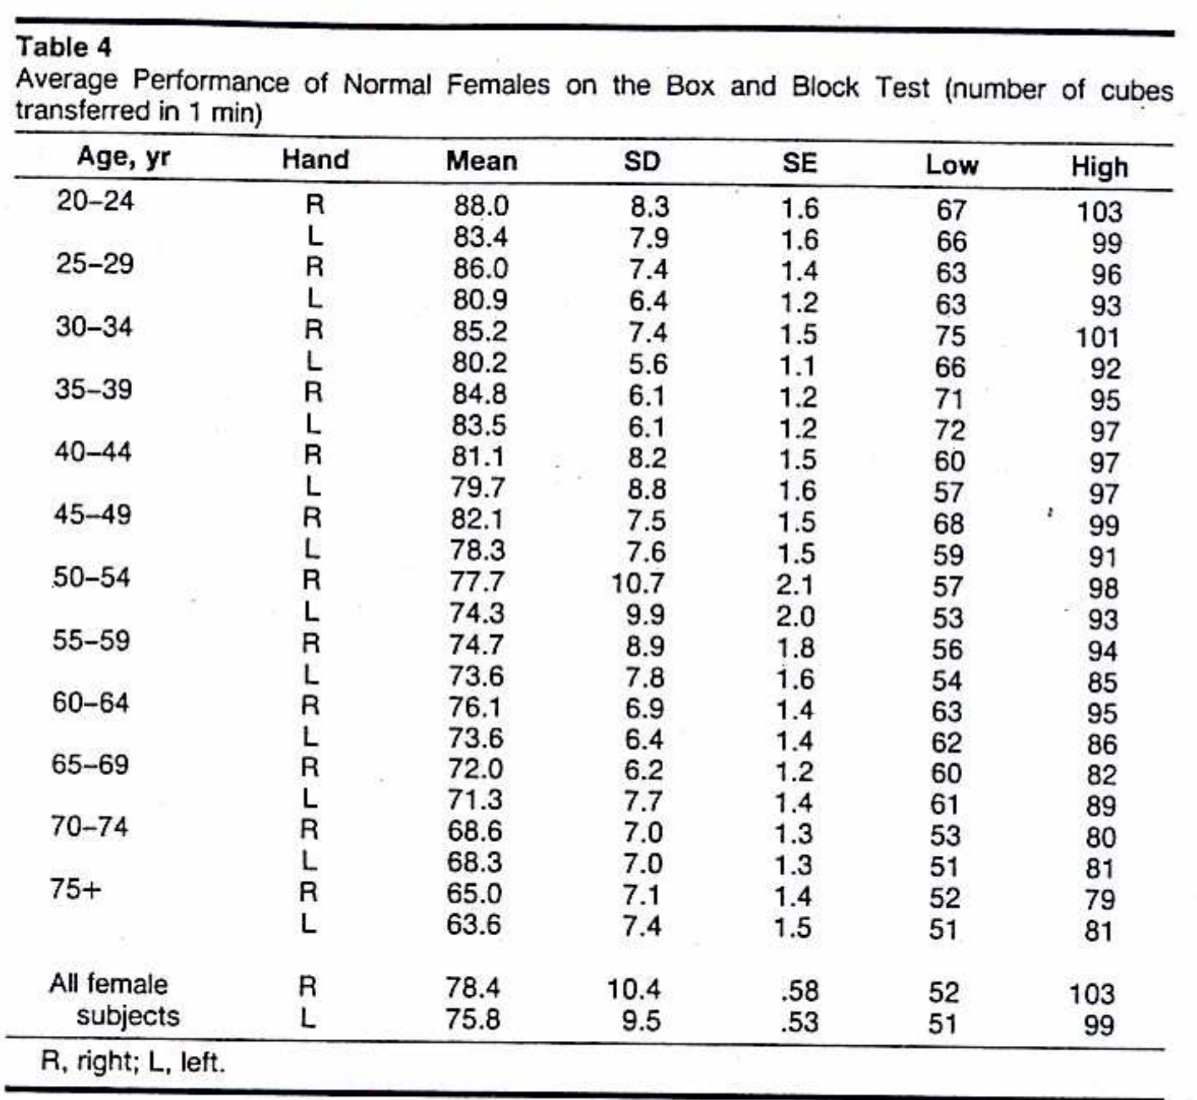 Table 4
Average Performance of Normal Females on the Box and Block Test (number of cubes
transferred in 1 min)
Age, yr Hand Mean SD SE Low High
20–24 R 88.0 8.3 1.6 67 103
L 83.4 7.9 1.6 66 99
25–29 R 86.0 7.4 1.4 63 96
L 80.9 6.4 1.2 63 93
30–34 R 85.2 7.4 1.5 75 101
L 80.2 5.6 1.1 66 92
35–39 R 84.8 6.1 1.2 71 95
L 83.5 6.1 1.2 72 97
40–44 R 81.1 8.2 1.5 60 97
L 79.7 8.8 1.6 57 97
45–49 R 82.1 7.5 1.5 68 99
L 78.3 7.6 1.5 59 91
50–54 R 77.7 10.7 2.1 57 98
L 74.3 9.9 2.0 53 93
55–59 R 74.7 8.9 1.8 56 94
L 73.6 7.8 1.6 54 85
60–64 R 76.1 6.9 1.4 63 95
L 73.6 6.4 1.4 62 86
65–69 R 72.0 6.2 1.2 60 82
L 71.3 7.7 1.4 61 89
70–74 R 68.6 7.0 1.3 53 80
L 68.3 7.0 1.3 51 81
75+ R 65.0 7.1 1.4 52 79
L 63.6 7.4 1.5 51 81
All female R 78.4 10.4 .58 52 103
subjects L 75.8 9.5 .53 51 99
R, right; L, left.